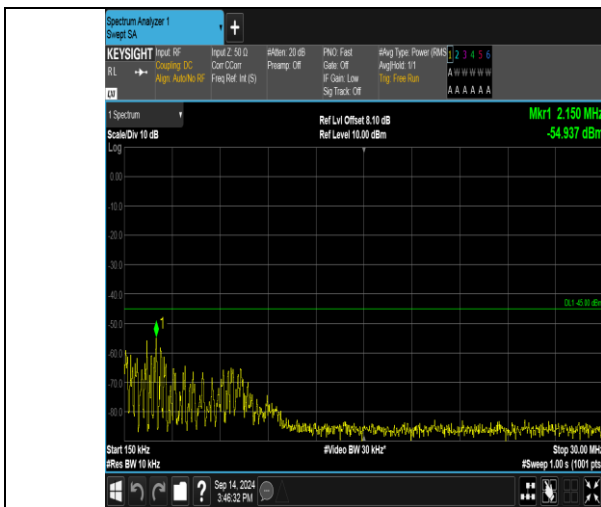 Spectrum Analyzer 1
Swept SA
+
KEYSIGHT
RL
Input: RF
Coupling: DC
Align: Auto/No RF
Input Z: 50 Ω
Corr CCorr
Freq Ref: Int (S)
#Atten: 20 dB
Preamp: Off
PNO: Fast
Gate: Off
IF Gain: Low
Sig Track: Off
#Avg Type: Power (RMS
Avg|Hold: 1/1
Trig: Free Run
1 2 3 4 5 6
A W W W W W
A A A A A A
1 Spectrum
Scale/Div 10 dB
Ref Lvl Offset 8.10 dB
Ref Level 10.00 dBm
Mkr1 2.150 MHz
-54.937 dBm
Log
0.00
-10.0
-20.0
-30.0
DL1 -45.00 dBm
-40.0
-50.0
1
-60.0
-70.0
-80.0
Start 150 kHz
#Video BW 30 kHz*
Stop 30.00 MHz
#Res BW 10 kHz
#Sweep 1.00 s (1001 pts)
?
Sep 14, 2024
3:46:32 PM